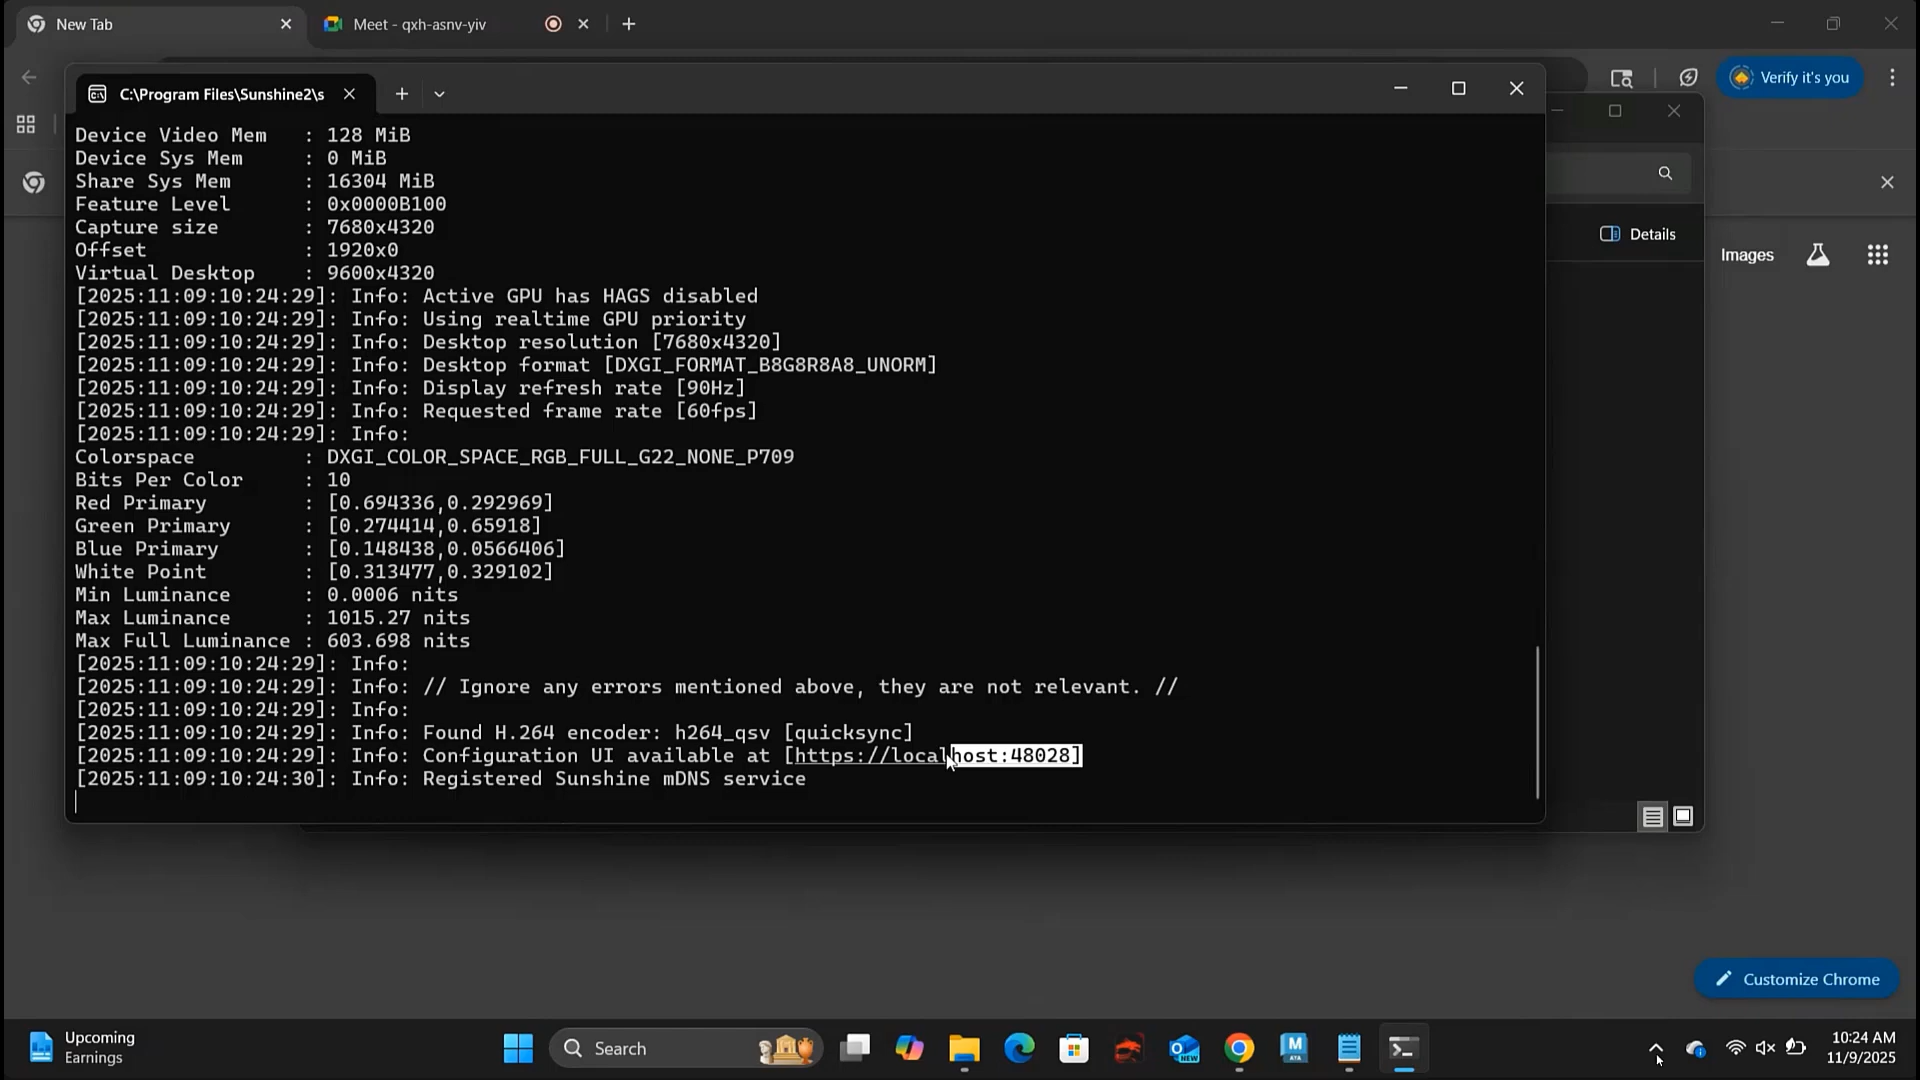 New Tab
Meet - qxh-asnv-yiv
Verify it's you
C:\Program Files\Sunshine2\s
Device Video Mem   : 128 MiB
Device Sys Mem     : 0 MiB
Share Sys Mem      : 16304 MiB
Feature Level      : 0x0000B100
Capture size       : 7680x4320
Offset             : 1920x0
Virtual Desktop    : 9600x4320
[2025:11:09:10:24:29]: Info: Active GPU has HAGS disabled
[2025:11:09:10:24:29]: Info: Using realtime GPU priority
[2025:11:09:10:24:29]: Info: Desktop resolution [7680x4320]
[2025:11:09:10:24:29]: Info: Desktop format [DXGI_FORMAT_B8G8R8A8_UNORM]
[2025:11:09:10:24:29]: Info: Display refresh rate [90Hz]
[2025:11:09:10:24:29]: Info: Requested frame rate [60fps]
[2025:11:09:10:24:29]: Info:
Colorspace         : DXGI_COLOR_SPACE_RGB_FULL_G22_NONE_P709
Bits Per Color     : 10
Red Primary        : [0.694336,0.292969]
Green Primary      : [0.274414,0.65918]
Blue Primary       : [0.148438,0.0566406]
White Point        : [0.313477,0.329102]
Min Luminance      : 0.0006 nits
Max Luminance      : 1015.27 nits
Max Full Luminance : 603.698 nits
[2025:11:09:10:24:29]: Info:
[2025:11:09:10:24:29]: Info: // Ignore any errors mentioned above, they are not relevant. //
[2025:11:09:10:24:29]: Info:
[2025:11:09:10:24:29]: Info: Found H.264 encoder: h264_qsv [quicksync]
[2025:11:09:10:24:29]: Info: Configuration UI available at [https://localhost:48028]
[2025:11:09:10:24:30]: Info: Registered Sunshine mDNS service
Details
Images
Customize Chrome
Upcoming
Earnings
Search
10:24 AM
11/9/2025